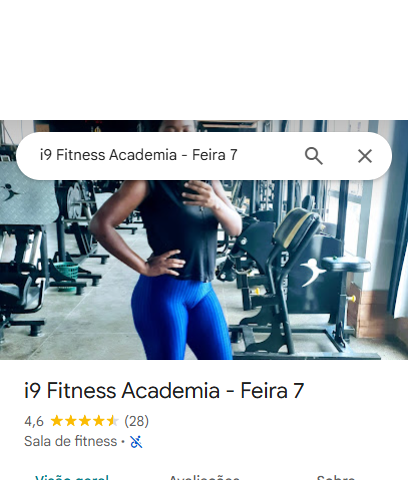 i9 Fitness Academia - Feira 7
i9 Fitness Academia - Feira 7
4,6 (28)
Sala de fitness ·
Visão geral Avaliações Sobre